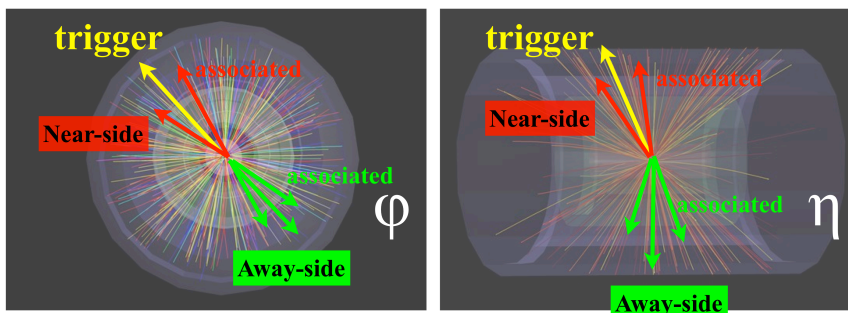 trigger
associated
Near-side
associated
φ
Away-side
trigger
associated
Near-side
associated
η
Away-side